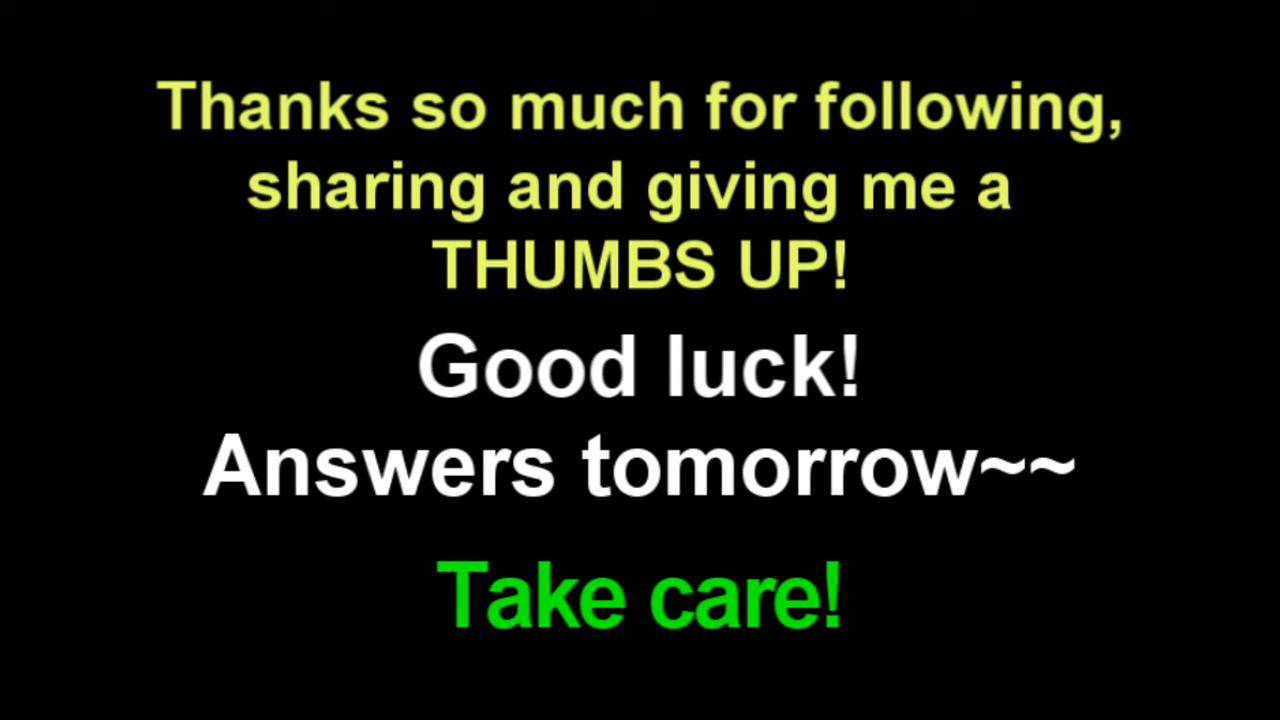 Thanks so much for following,
sharing and giving me a
THUMBS UP!
Good luck!
Answers tomorrow~~
Take care!